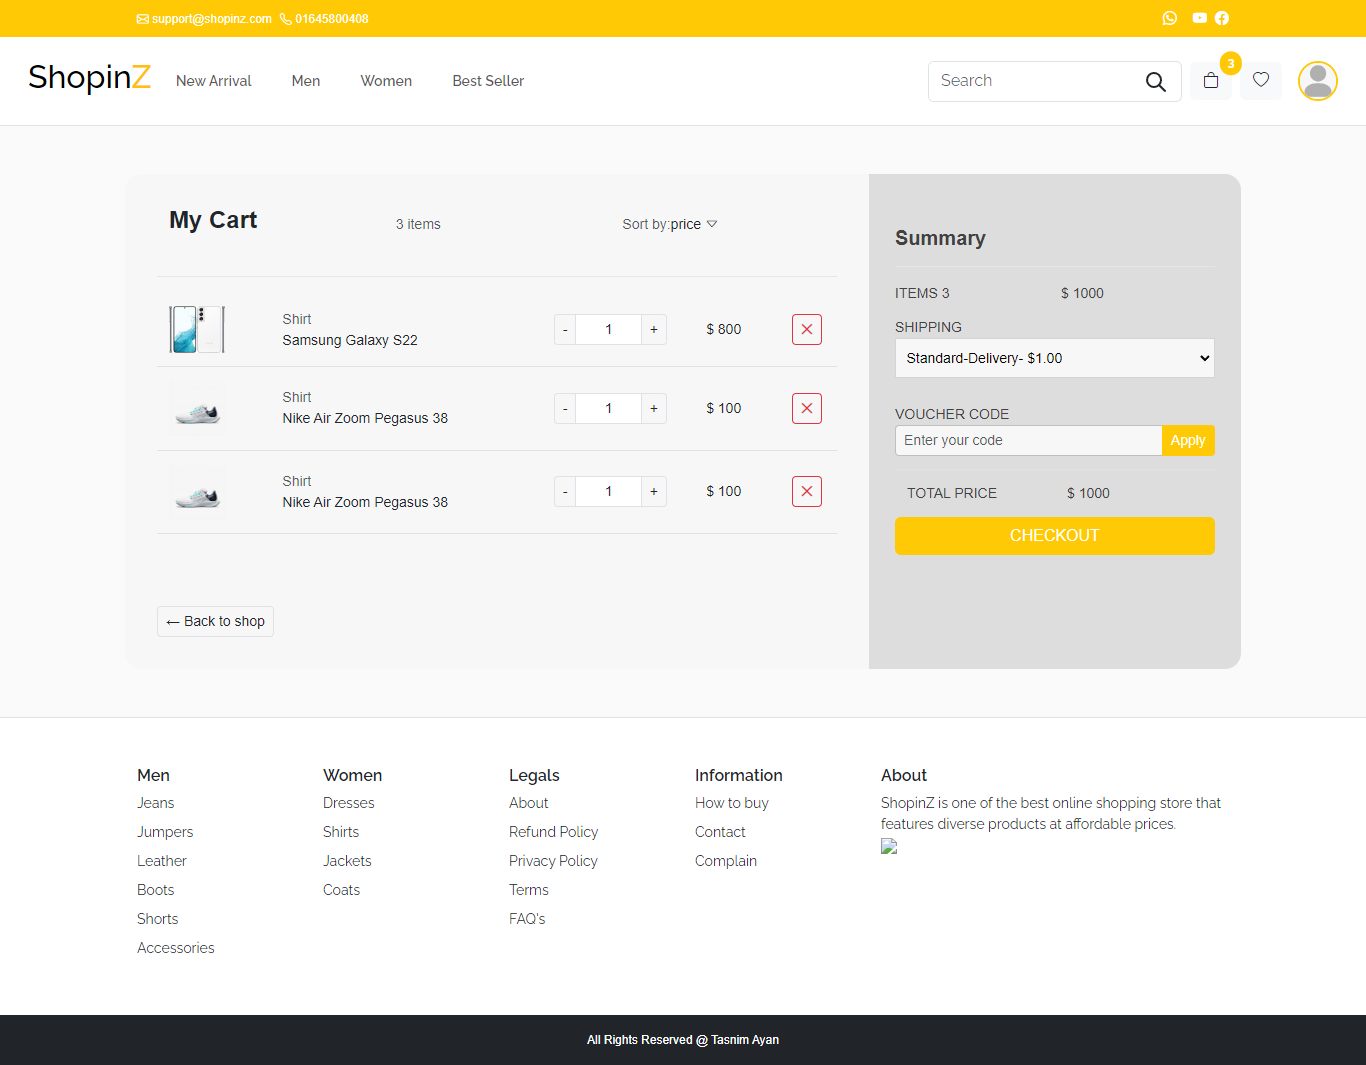 support@shopinz.com 01645800408
ShopinZ New Arrival Men Women Best Seller Search 3
My Cart 3 items Sort by:price
Shirt
Samsung Galaxy S22
- 1 + $ 800
Shirt
Nike Air Zoom Pegasus 38
- 1 + $ 100
Shirt
Nike Air Zoom Pegasus 38
- 1 + $ 100
← Back to shop
Summary
ITEMS 3 $ 1000
SHIPPING
Standard-Delivery- $1.00
VOUCHER CODE
Enter your code Apply
TOTAL PRICE $ 1000
CHECKOUT
Men
Jeans
Jumpers
Leather
Boots
Shorts
Accessories
Women
Dresses
Shirts
Jackets
Coats
Legals
About
Refund Policy
Privacy Policy
Terms
FAQ's
Information
How to buy
Contact
Complain
About
ShopinZ is one of the best online shopping store that
features diverse products at affordable prices.
All Rights Reserved @ Tasnim Ayan